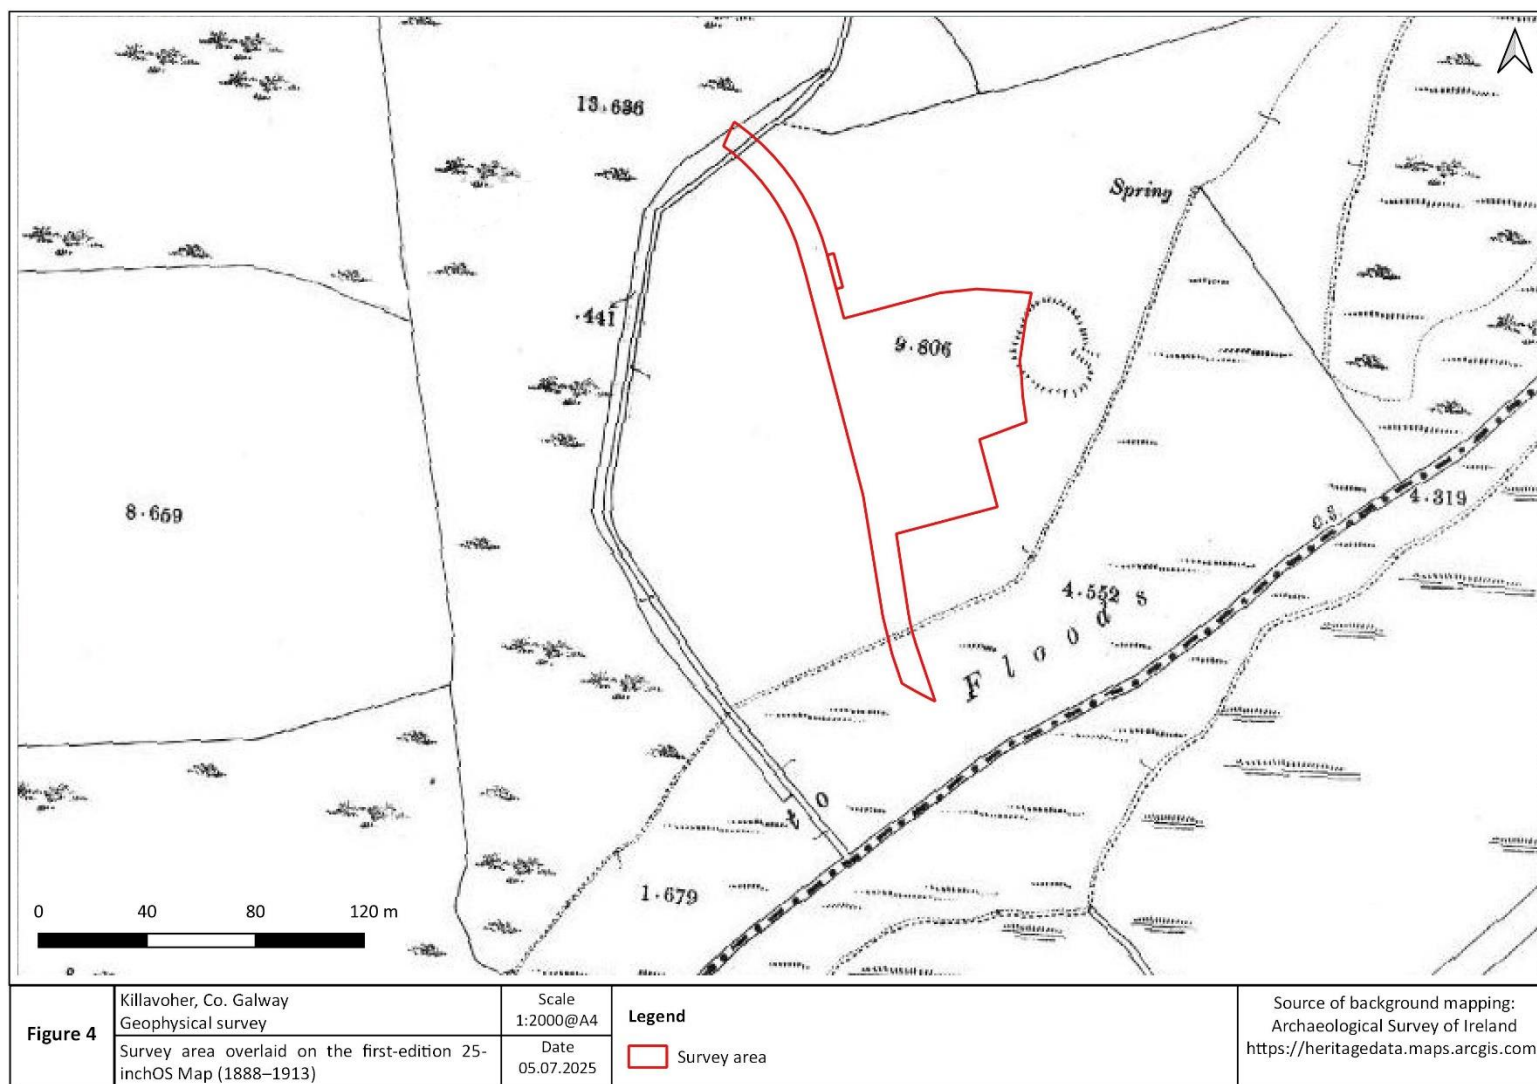 13.636
Spring
.441
9.806
8.659
4.319
C.S.
4.552
Liable to Floods
1.679
0 40 80 120 m
Figure 4
Killavoher, Co. Galway
Geophysical survey
Survey area overlaid on the first-edition 25-
inchOS Map (1888–1913)
Scale
1:2000@A4
Date
05.07.2025
Legend
Survey area
Source of background mapping:
Archaeological Survey of Ireland
https://heritagedata.maps.arcgis.com